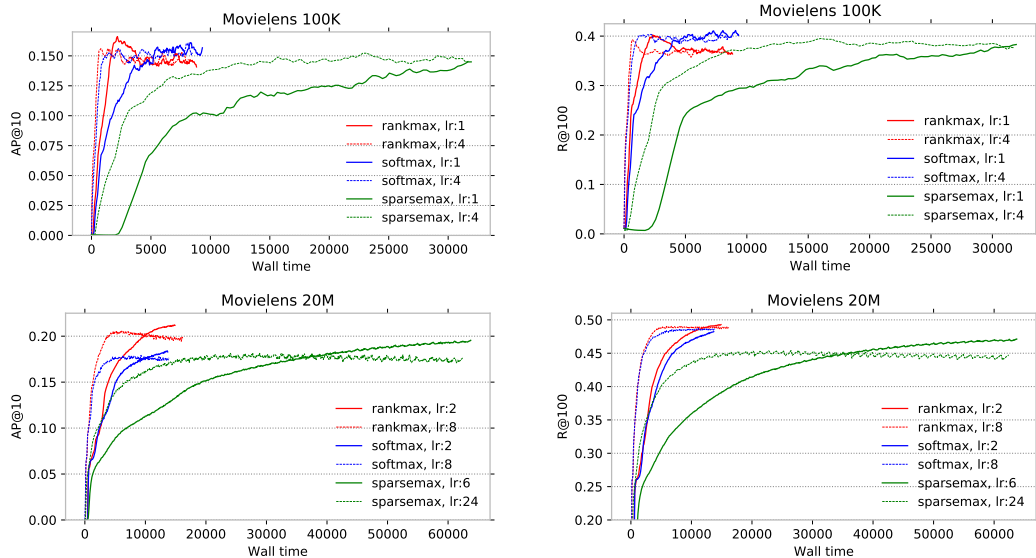 Movielens 100K
0.150
0.125
0.100
0.075
0.050
0.025
0.000
AP@10
rankmax, lr:1
rankmax, lr:4
softmax, lr:1
softmax, lr:4
sparsemax, lr:1
sparsemax, lr:4
0 5000 10000 15000 20000 25000 30000
Wall time
Movielens 100K
0.4
0.3
0.2
0.1
0.0
R@100
rankmax, lr:1
rankmax, lr:4
softmax, lr:1
softmax, lr:4
sparsemax, lr:1
sparsemax, lr:4
0 5000 10000 15000 20000 25000 30000
Wall time
Movielens 20M
0.20
0.15
0.10
0.05
0.00
AP@10
rankmax, lr:2
rankmax, lr:8
softmax, lr:2
softmax, lr:8
sparsemax, lr:6
sparsemax, lr:24
0 10000 20000 30000 40000 50000 60000
Wall time
Movielens 20M
0.50
0.45
0.40
0.35
0.30
0.25
0.20
R@100
rankmax, lr:2
rankmax, lr:8
softmax, lr:2
softmax, lr:8
sparsemax, lr:6
sparsemax, lr:24
0 10000 20000 30000 40000 50000 60000
Wall time